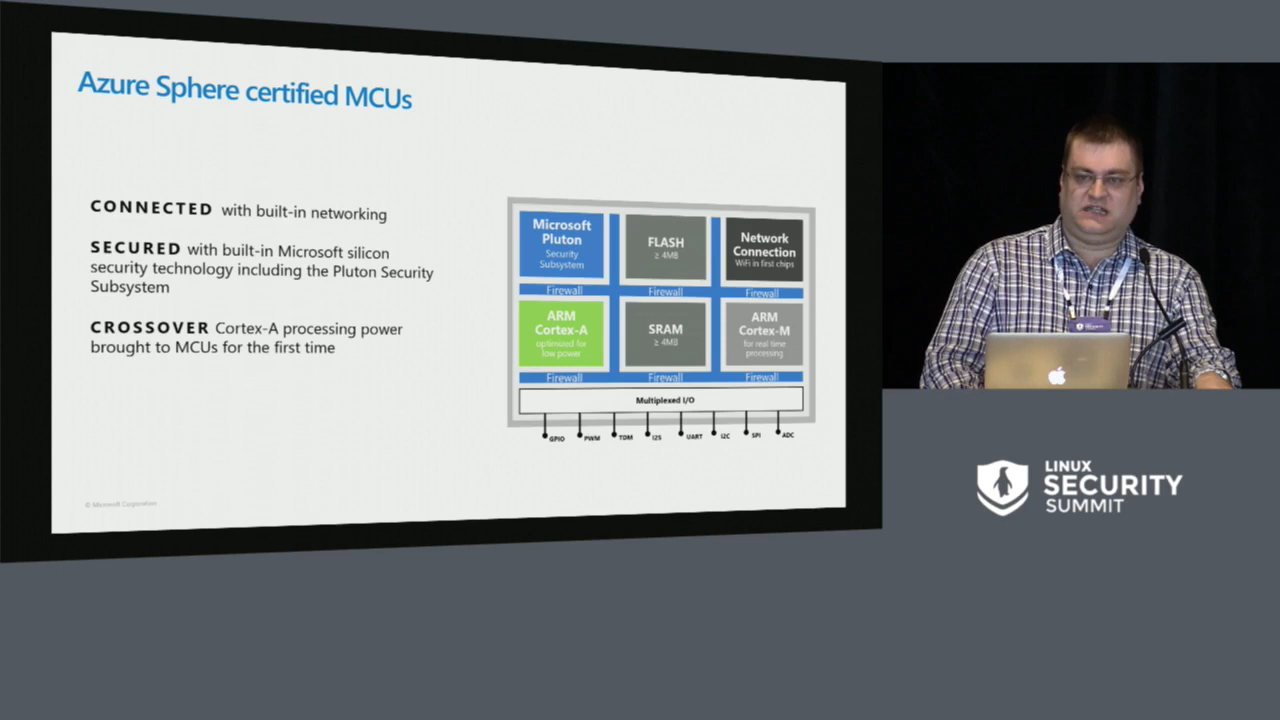 Azure Sphere certified MCUs
CONNECTED with built-in networking
SECURED with built-in Microsoft silicon
security technology including the Pluton Security
Subsystem
CROSSOVER Cortex-A processing power
brought to MCUs for the first time
Microsoft
Pluton
Security
Subsystem
FLASH
≥ 4MB
Network
Connection
WiFi in first chips
Firewall
Firewall
Firewall
ARM
Cortex-A
optimized for
low power
SRAM
≥ 4MB
ARM
Cortex-M
for real time
processing
Firewall
Firewall
Firewall
Multiplexed I/O
GPIO
PWM
TDM
I2S
UART
I2C
SPI
ADC
© Microsoft Corporation
LINUX
SECURITY
SUMMIT